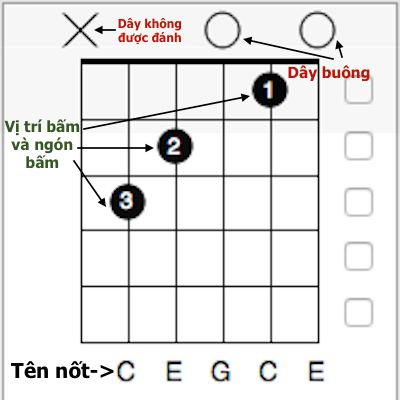 Dây không
được đánh
Dây buông
1
Vị trí bấm
và ngón
bấm
2
3
Tên nốt-> C E G C E